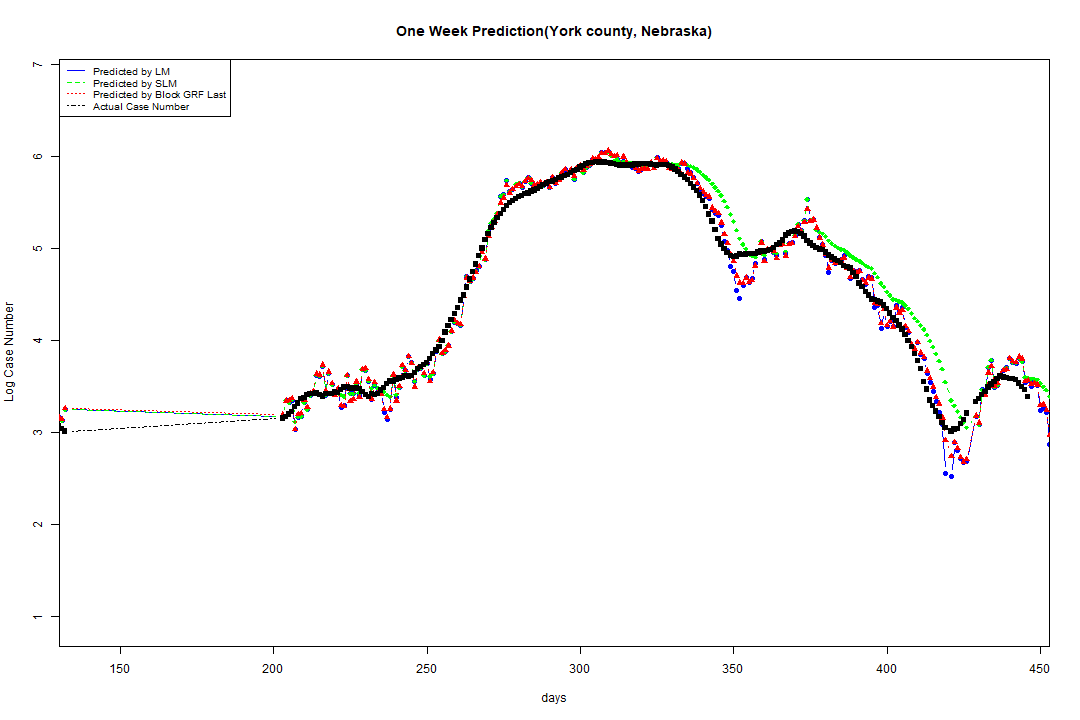 One Week Prediction(York county, Nebraska)
Predicted by LM
Predicted by SLM
Predicted by Block GRF Last
Actual Case Number
Log Case Number
7
6
5
4
3
2
1
150 200 250 300 350 400 450
days